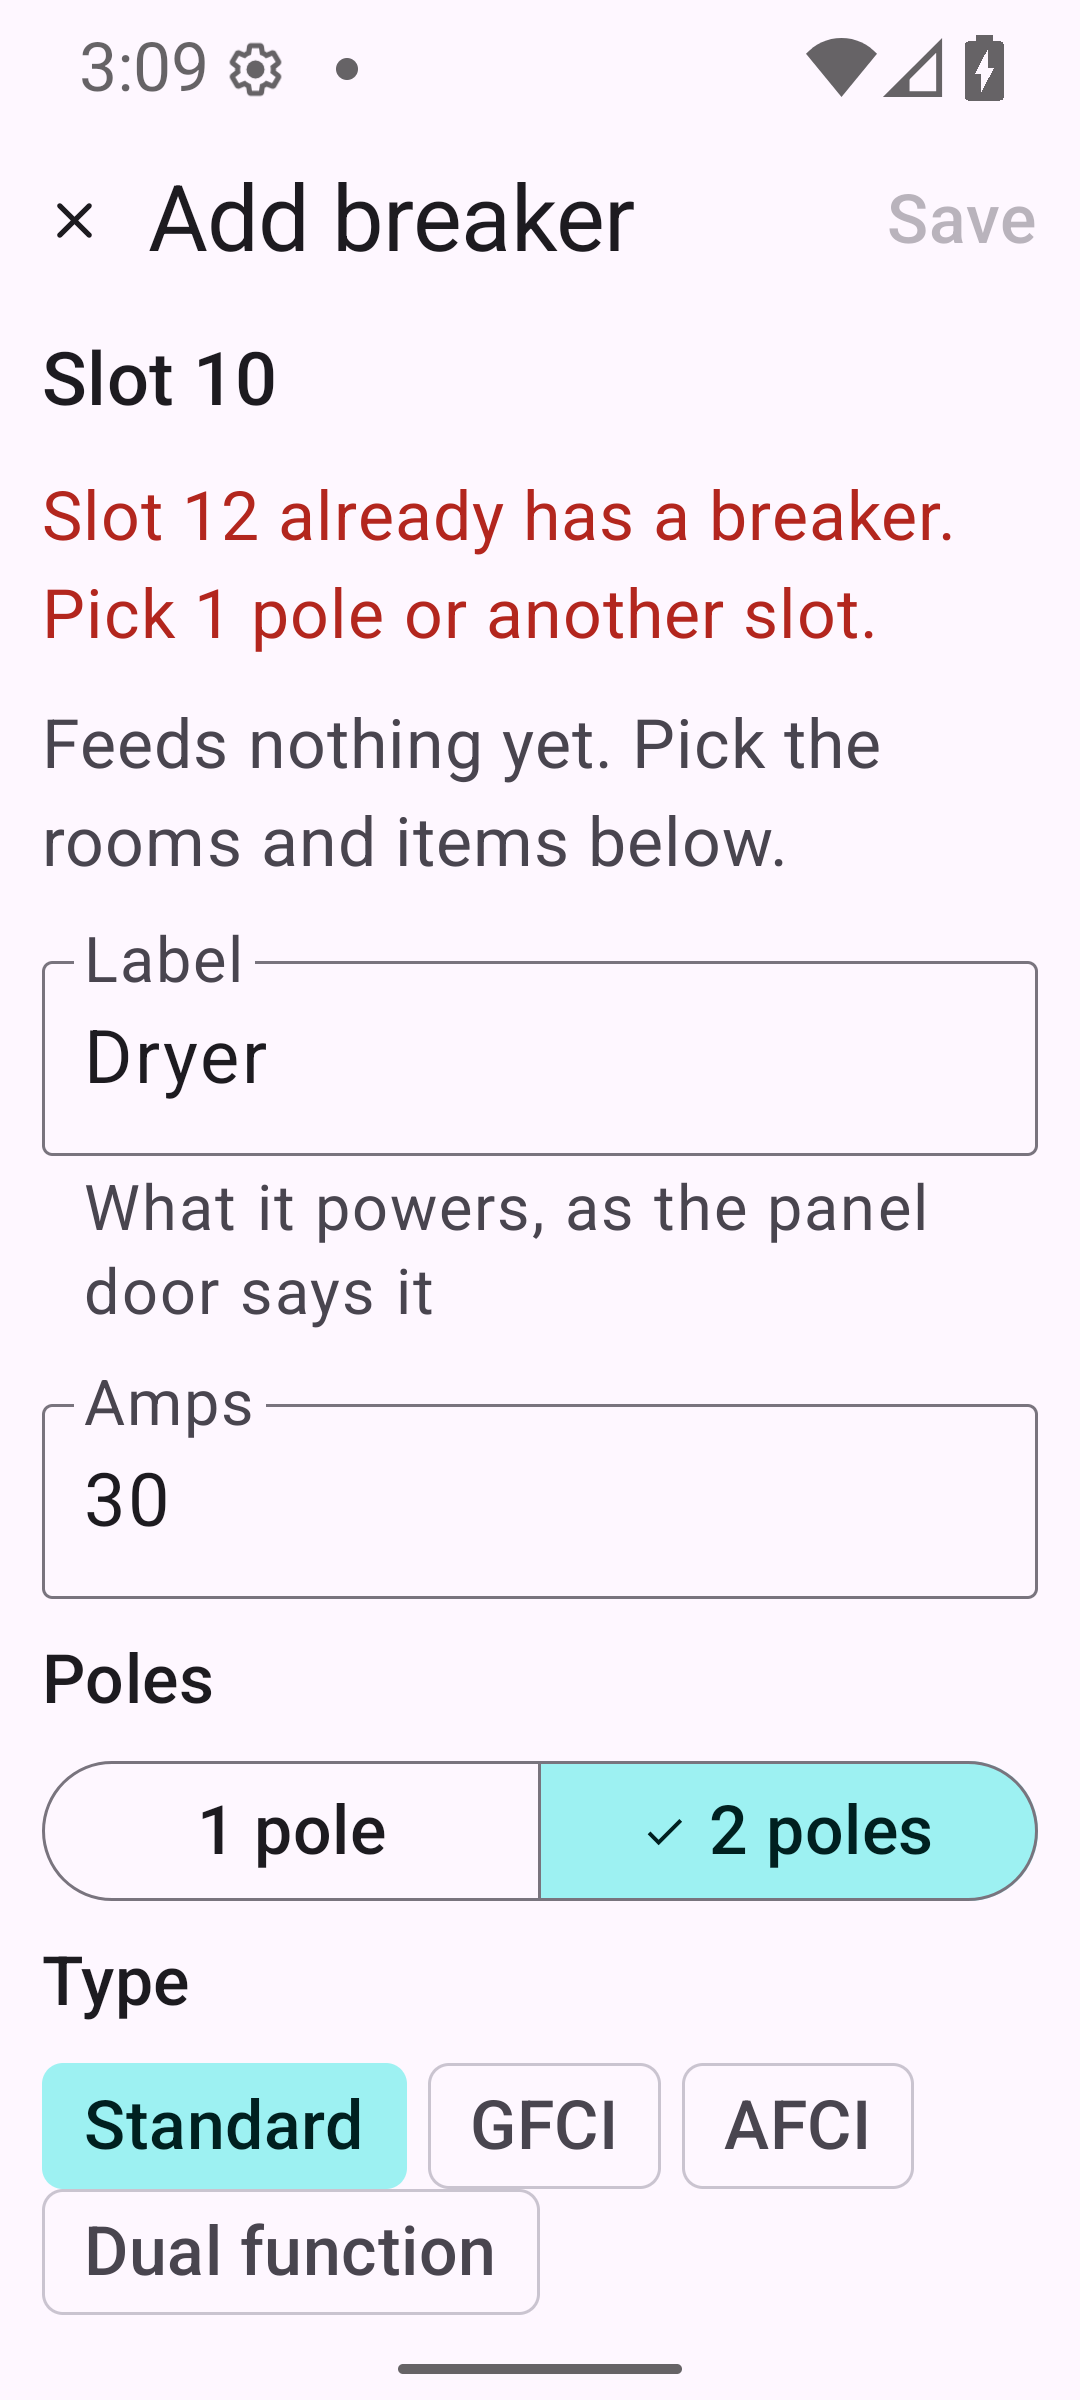 3:09
Add breaker
Save
Slot 10
Slot 12 already has a breaker.
Pick 1 pole or another slot.
Feeds nothing yet. Pick the
rooms and items below.
Label
Dryer
What it powers, as the panel
door says it
Amps
30
Poles
1 pole
2 poles
Type
Standard
GFCI
AFCI
Dual function